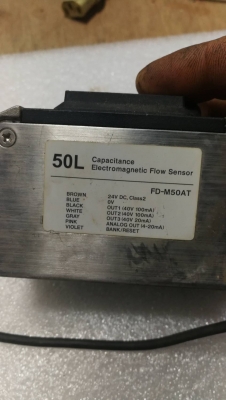 50L Capacitance
Electromagnetic Flow Sensor
FD-M50AT
BROWN 24V DC, Class2
BLUE 0V
BLACK OUT1 (40V 100mA)
WHITE OUT2 (40V 100mA)
GRAY OUT3 (40V 20mA)
PINK ANALOG OUT (4-20mA)
VIOLET BANK/RESET